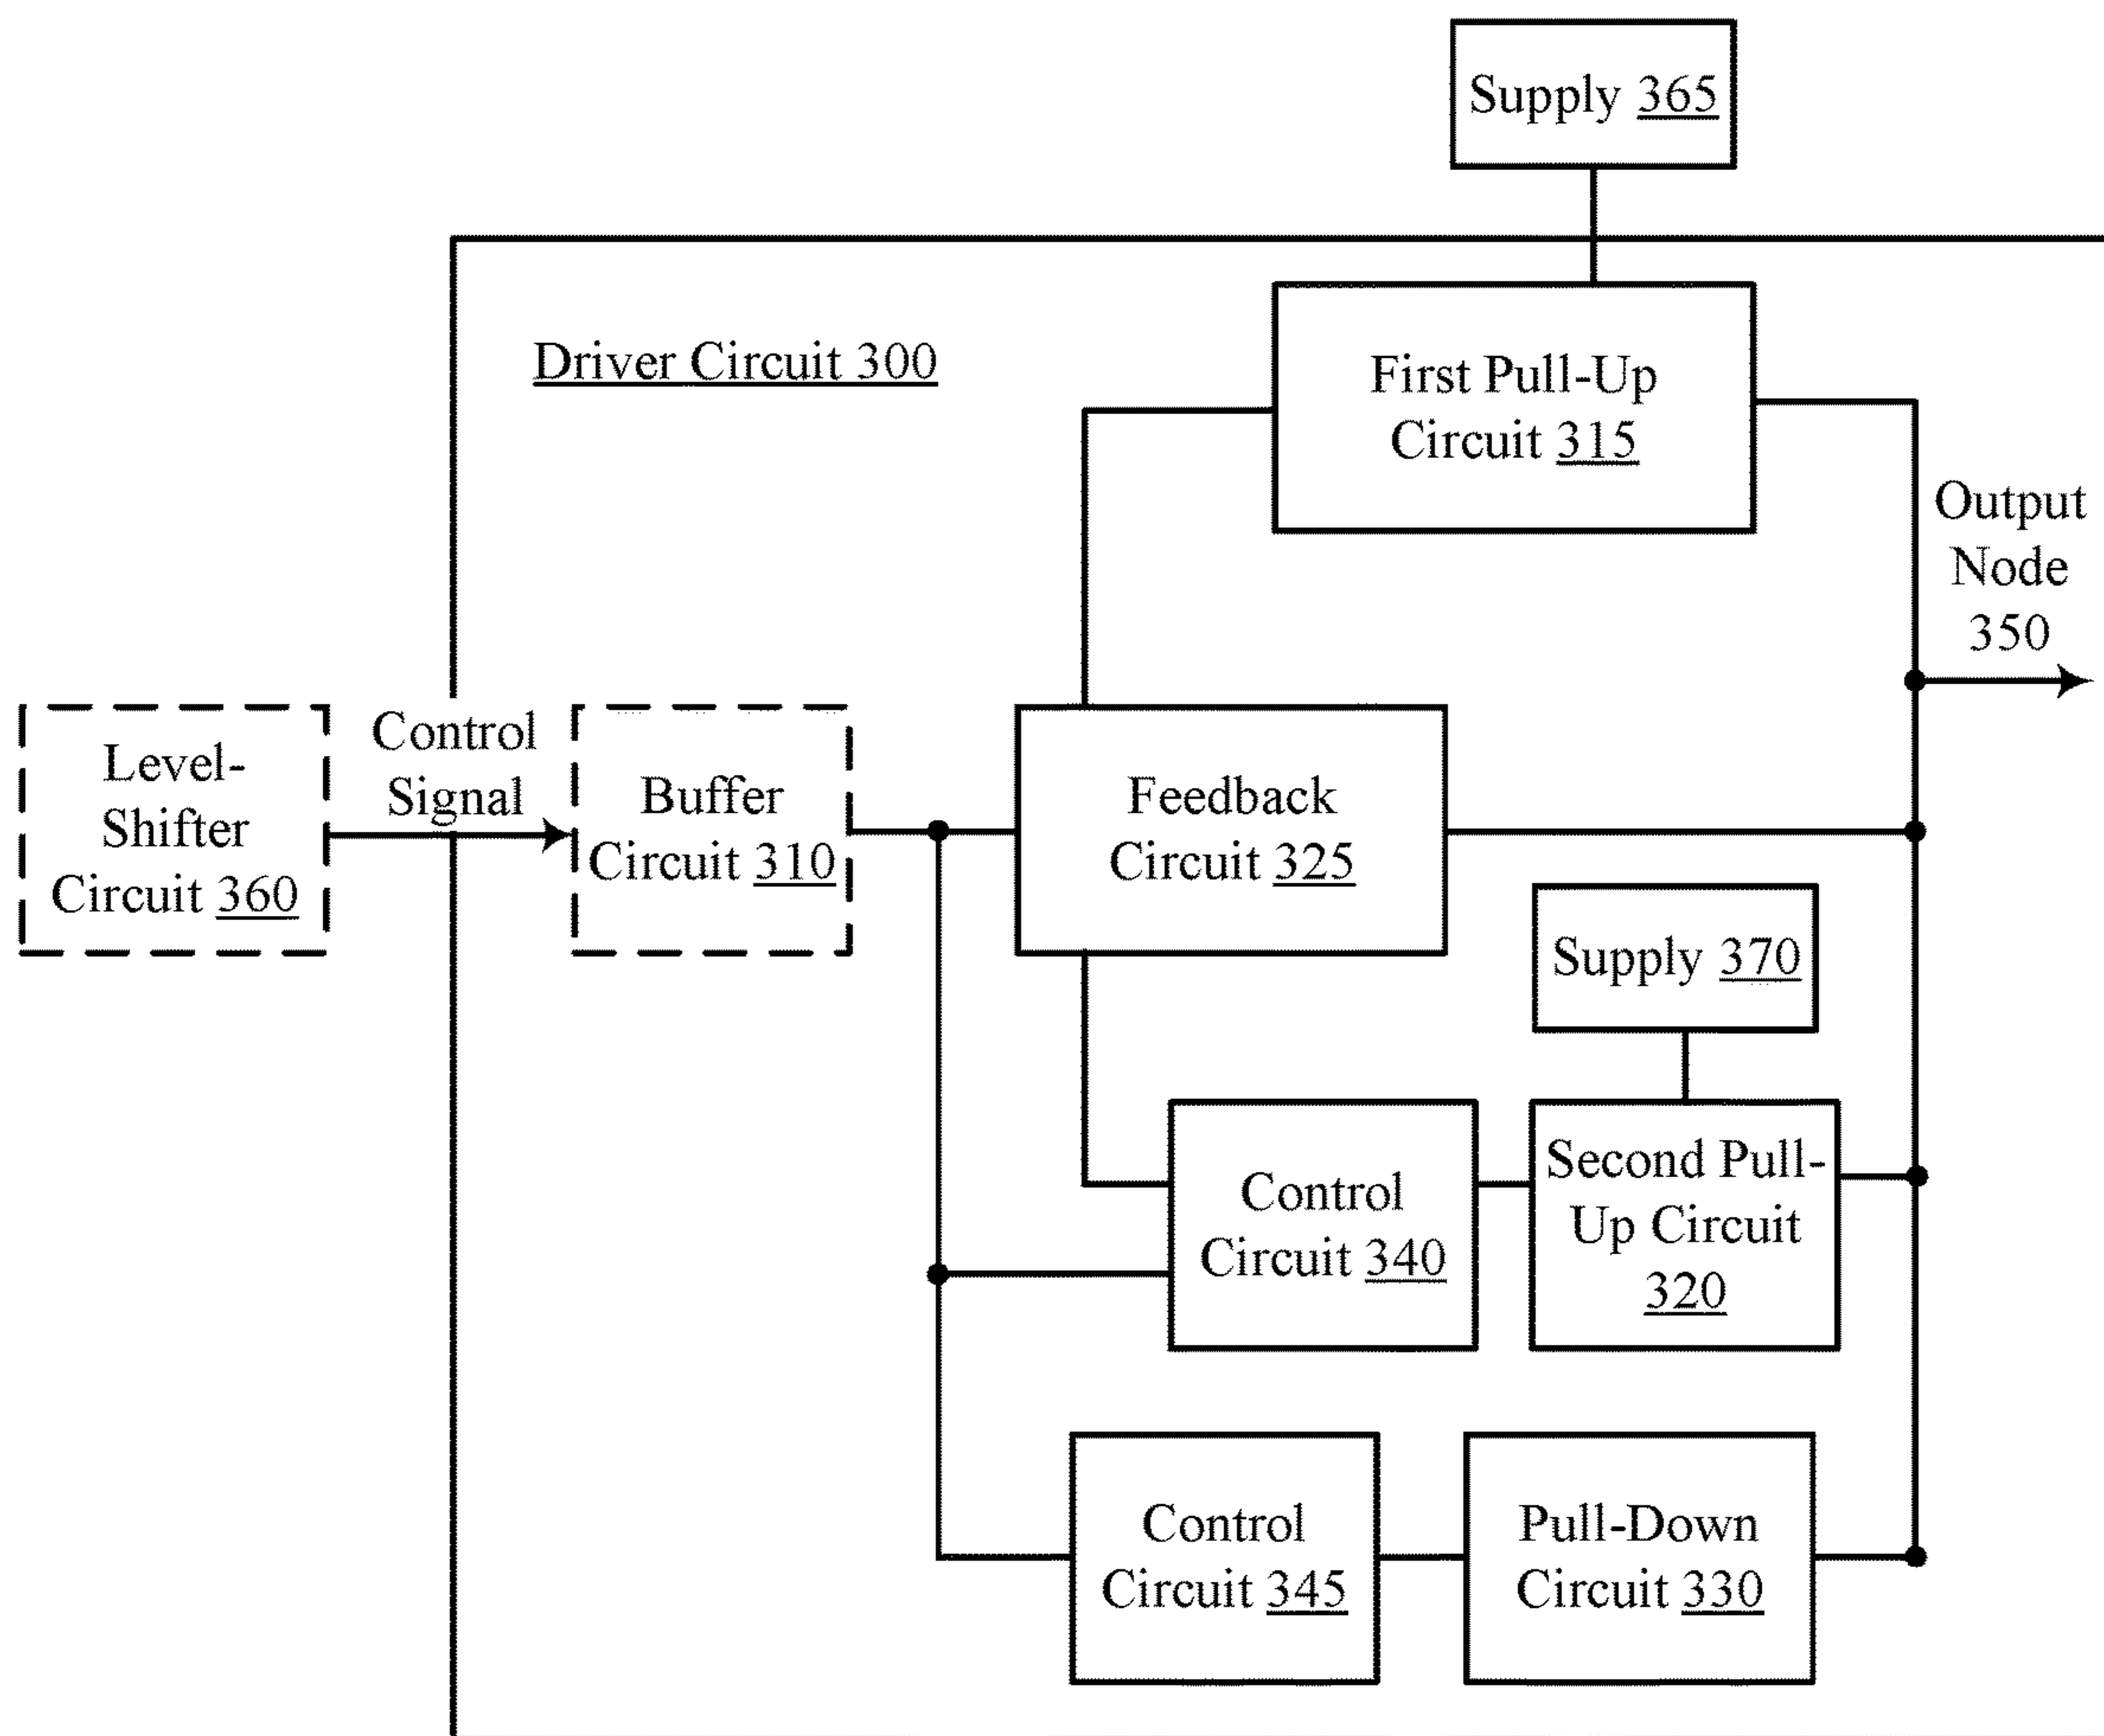 Supply 365
Driver Circuit 300
First Pull-Up
Circuit 315
Output
Node
350
Level-
Shifter
Circuit 360
Control
Signal
Buffer
Circuit 310
Feedback
Circuit 325
Supply 370
Control
Circuit 340
Second Pull-
Up Circuit
320
Control
Circuit 345
Pull-Down
Circuit 330